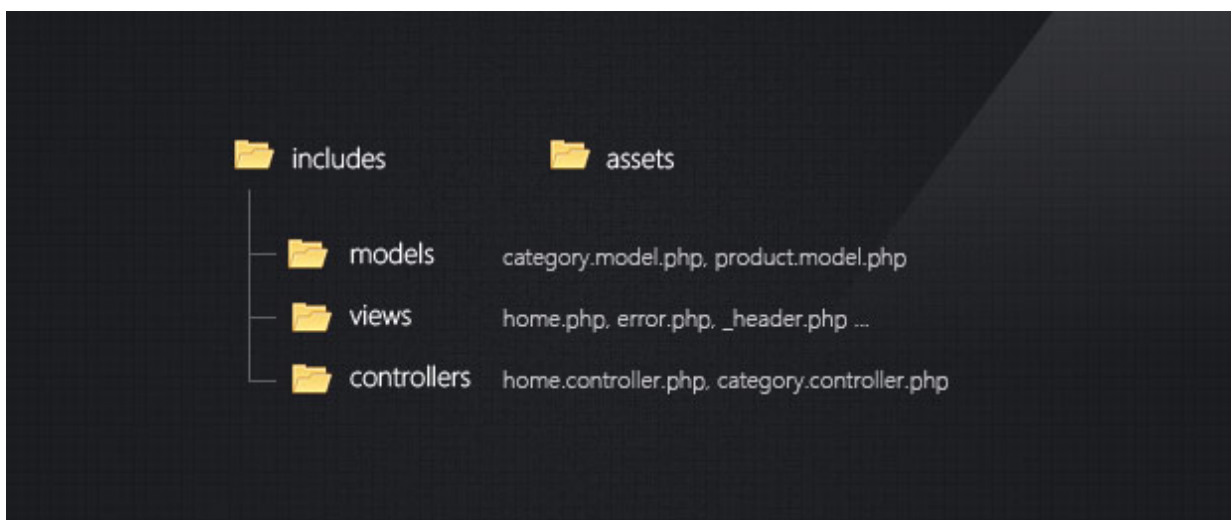 includes assets
models category.model.php, product.model.php
views home.php, error.php, _header.php ...
controllers home.controller.php, category.controller.php